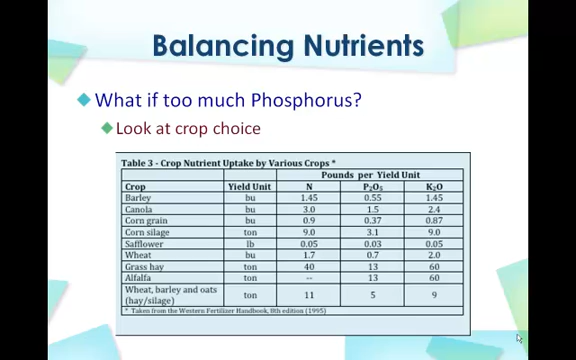 Balancing Nutrients
What if too much Phosphorus?
Look at crop choice
Table 3 - Crop Nutrient Uptake by Various Crops *
Pounds per Yield Unit
Crop Yield Unit N P₂O₅ K₂O
Barley bu 1.45 0.55 1.45
Canola bu 3.0 1.5 2.4
Corn grain bu 0.9 0.37 0.87
Corn silage ton 9.0 3.1 9.0
Safflower lb 0.05 0.03 0.05
Wheat bu 1.7 0.7 2.0
Grass hay ton 40 13 60
Alfalfa ton -- 13 60
Wheat, barley and oats
(hay/silage) ton 11 5 9
* Taken from the Western Fertilizer Handbook, 8th edition (1995)